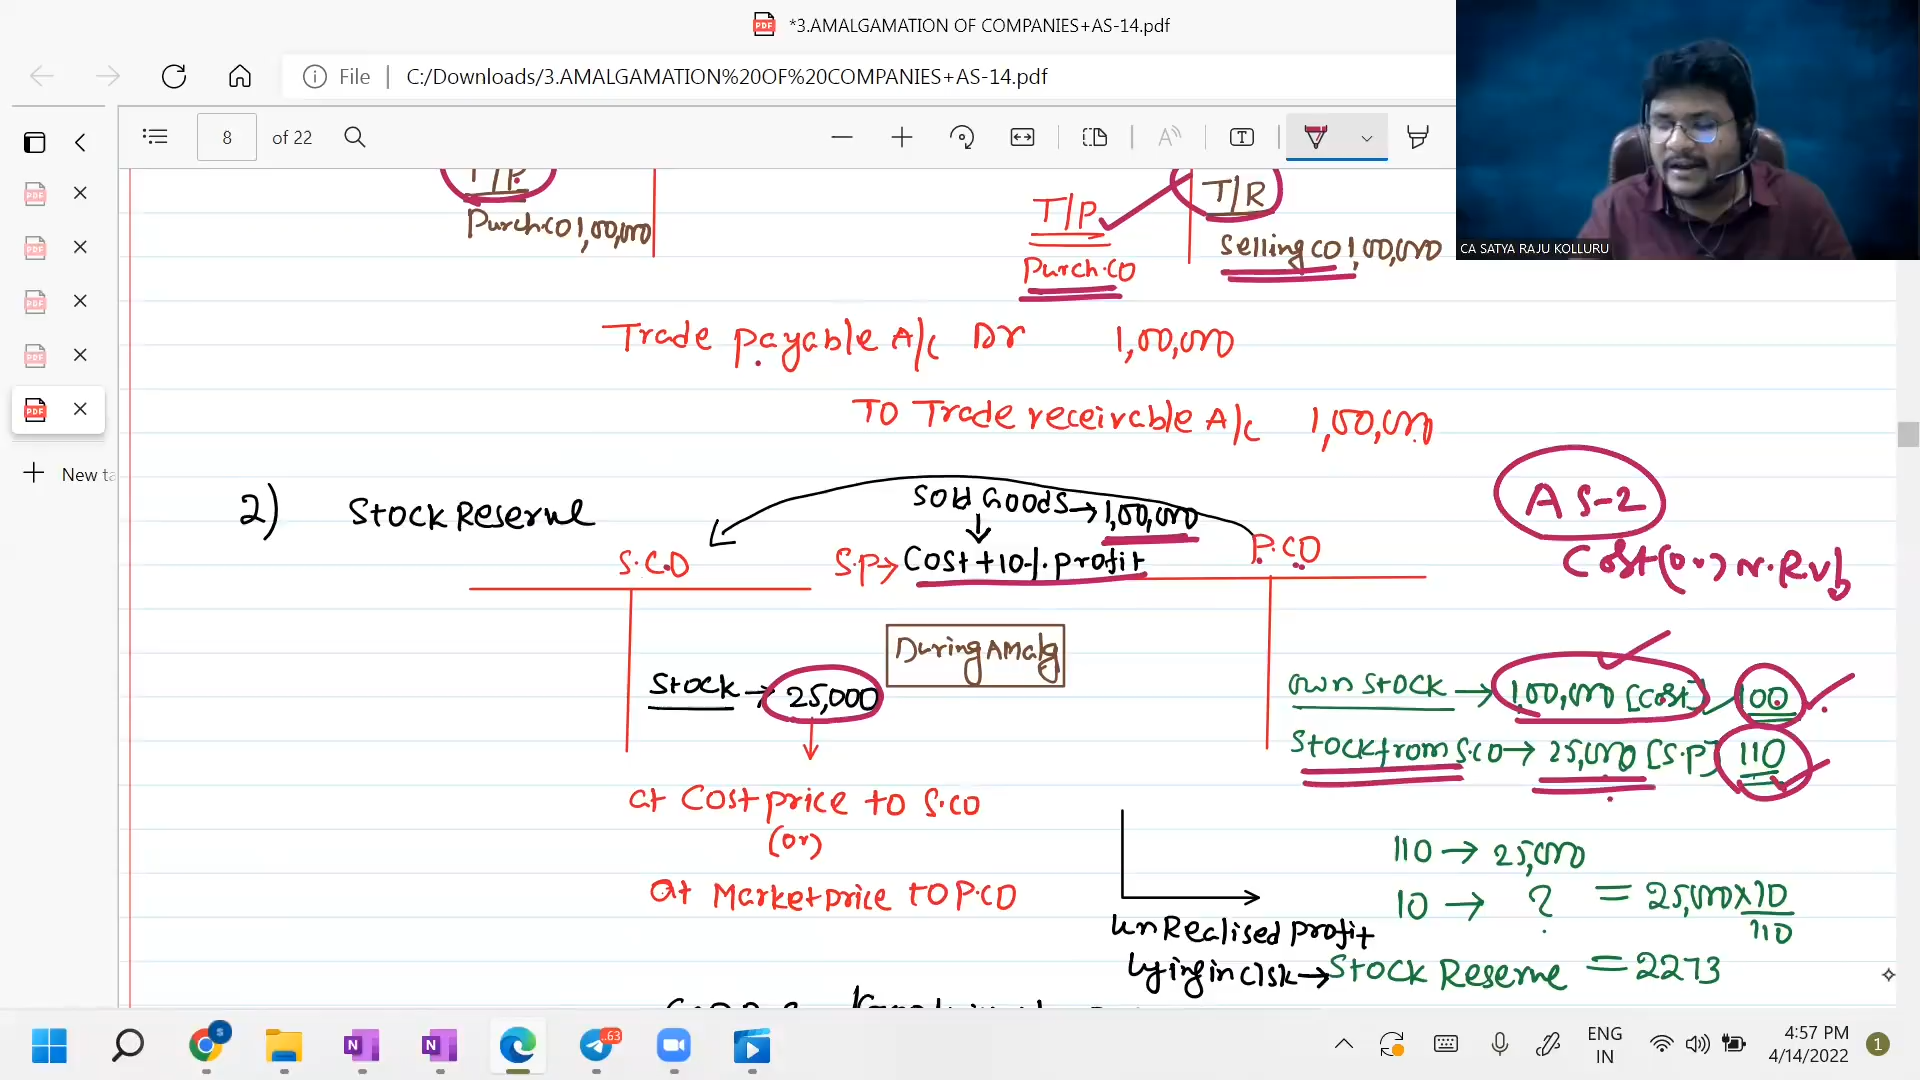 *3.AMALGAMATION OF COMPANIES+AS-14.pdf
File | C:/Downloads/3.AMALGAMATION%20OF%20COMPANIES+AS-14.pdf
8 of 22
T/P
Purch CO 1,00,000
T/P
Purch.CO
T/R
Selling CO 1,00,000
CA SATYA RAJU KOLLURU
Trade payable A/c Dr 1,00,000
To Trade receivable A/c 1,00,000
New ta
2) Stock Reserve
Sold Goods → 1,00,000
S.CO
S.P → Cost + 10% profit
P.CO
AS-2
Cost (or) N.R.V
During Amalg
Stock → 25,000
own stock → 1,00,000 [Cost] 100
Stock from S.CO → 25,000 [S.P] 110
at Cost price to S.CO
(or)
at Market price to P.CO
110 → 25,000
10 → ? = 25,000 x 10
110
un Realised profit
lying in clsk → Stock Reserve = 2273
.63
ENG
IN
4:57 PM
4/14/2022
1